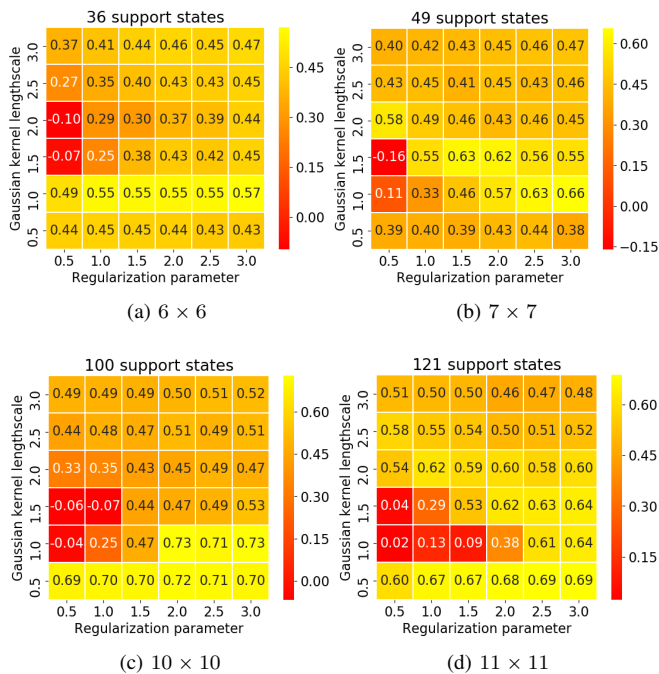 36 support states
Gaussian kernel lengthscale
3.0 0.37 0.41 0.44 0.46 0.45 0.47
2.5 0.27 0.35 0.40 0.43 0.43 0.45
2.0 -0.10 0.29 0.30 0.37 0.39 0.44
1.5 -0.07 0.25 0.38 0.43 0.42 0.45
1.0 0.49 0.55 0.55 0.55 0.55 0.57
0.5 0.44 0.45 0.45 0.44 0.43 0.43
0.5 1.0 1.5 2.0 2.5 3.0
Regularization parameter
0.45
0.30
0.15
0.00
(a) 6 × 6
49 support states
Gaussian kernel lengthscale
3.0 0.40 0.42 0.43 0.45 0.46 0.47
2.5 0.43 0.45 0.41 0.45 0.43 0.46
2.0 0.58 0.49 0.46 0.43 0.46 0.45
1.5 -0.16 0.55 0.63 0.62 0.56 0.55
1.0 0.11 0.33 0.46 0.57 0.63 0.66
0.5 0.39 0.40 0.39 0.43 0.44 0.38
0.5 1.0 1.5 2.0 2.5 3.0
Regularization parameter
0.60
0.45
0.30
0.15
0.00
−0.15
(b) 7 × 7
100 support states
Gaussian kernel lengthscale
3.0 0.49 0.49 0.49 0.50 0.51 0.52
2.5 0.44 0.48 0.47 0.51 0.49 0.51
2.0 0.33 0.35 0.43 0.45 0.49 0.47
1.5 -0.06 -0.07 0.44 0.47 0.49 0.53
1.0 -0.04 0.25 0.47 0.73 0.71 0.73
0.5 0.69 0.70 0.70 0.72 0.71 0.70
0.5 1.0 1.5 2.0 2.5 3.0
Regularization parameter
0.60
0.45
0.30
0.15
0.00
(c) 10 × 10
121 support states
Gaussian kernel lengthscale
3.0 0.51 0.50 0.50 0.46 0.47 0.48
2.5 0.58 0.55 0.54 0.50 0.51 0.52
2.0 0.54 0.62 0.59 0.60 0.58 0.60
1.5 0.04 0.29 0.53 0.62 0.63 0.64
1.0 0.02 0.13 0.09 0.38 0.61 0.64
0.5 0.60 0.67 0.67 0.68 0.69 0.69
0.5 1.0 1.5 2.0 2.5 3.0
Regularization parameter
0.60
0.45
0.30
0.15
(d) 11 × 11